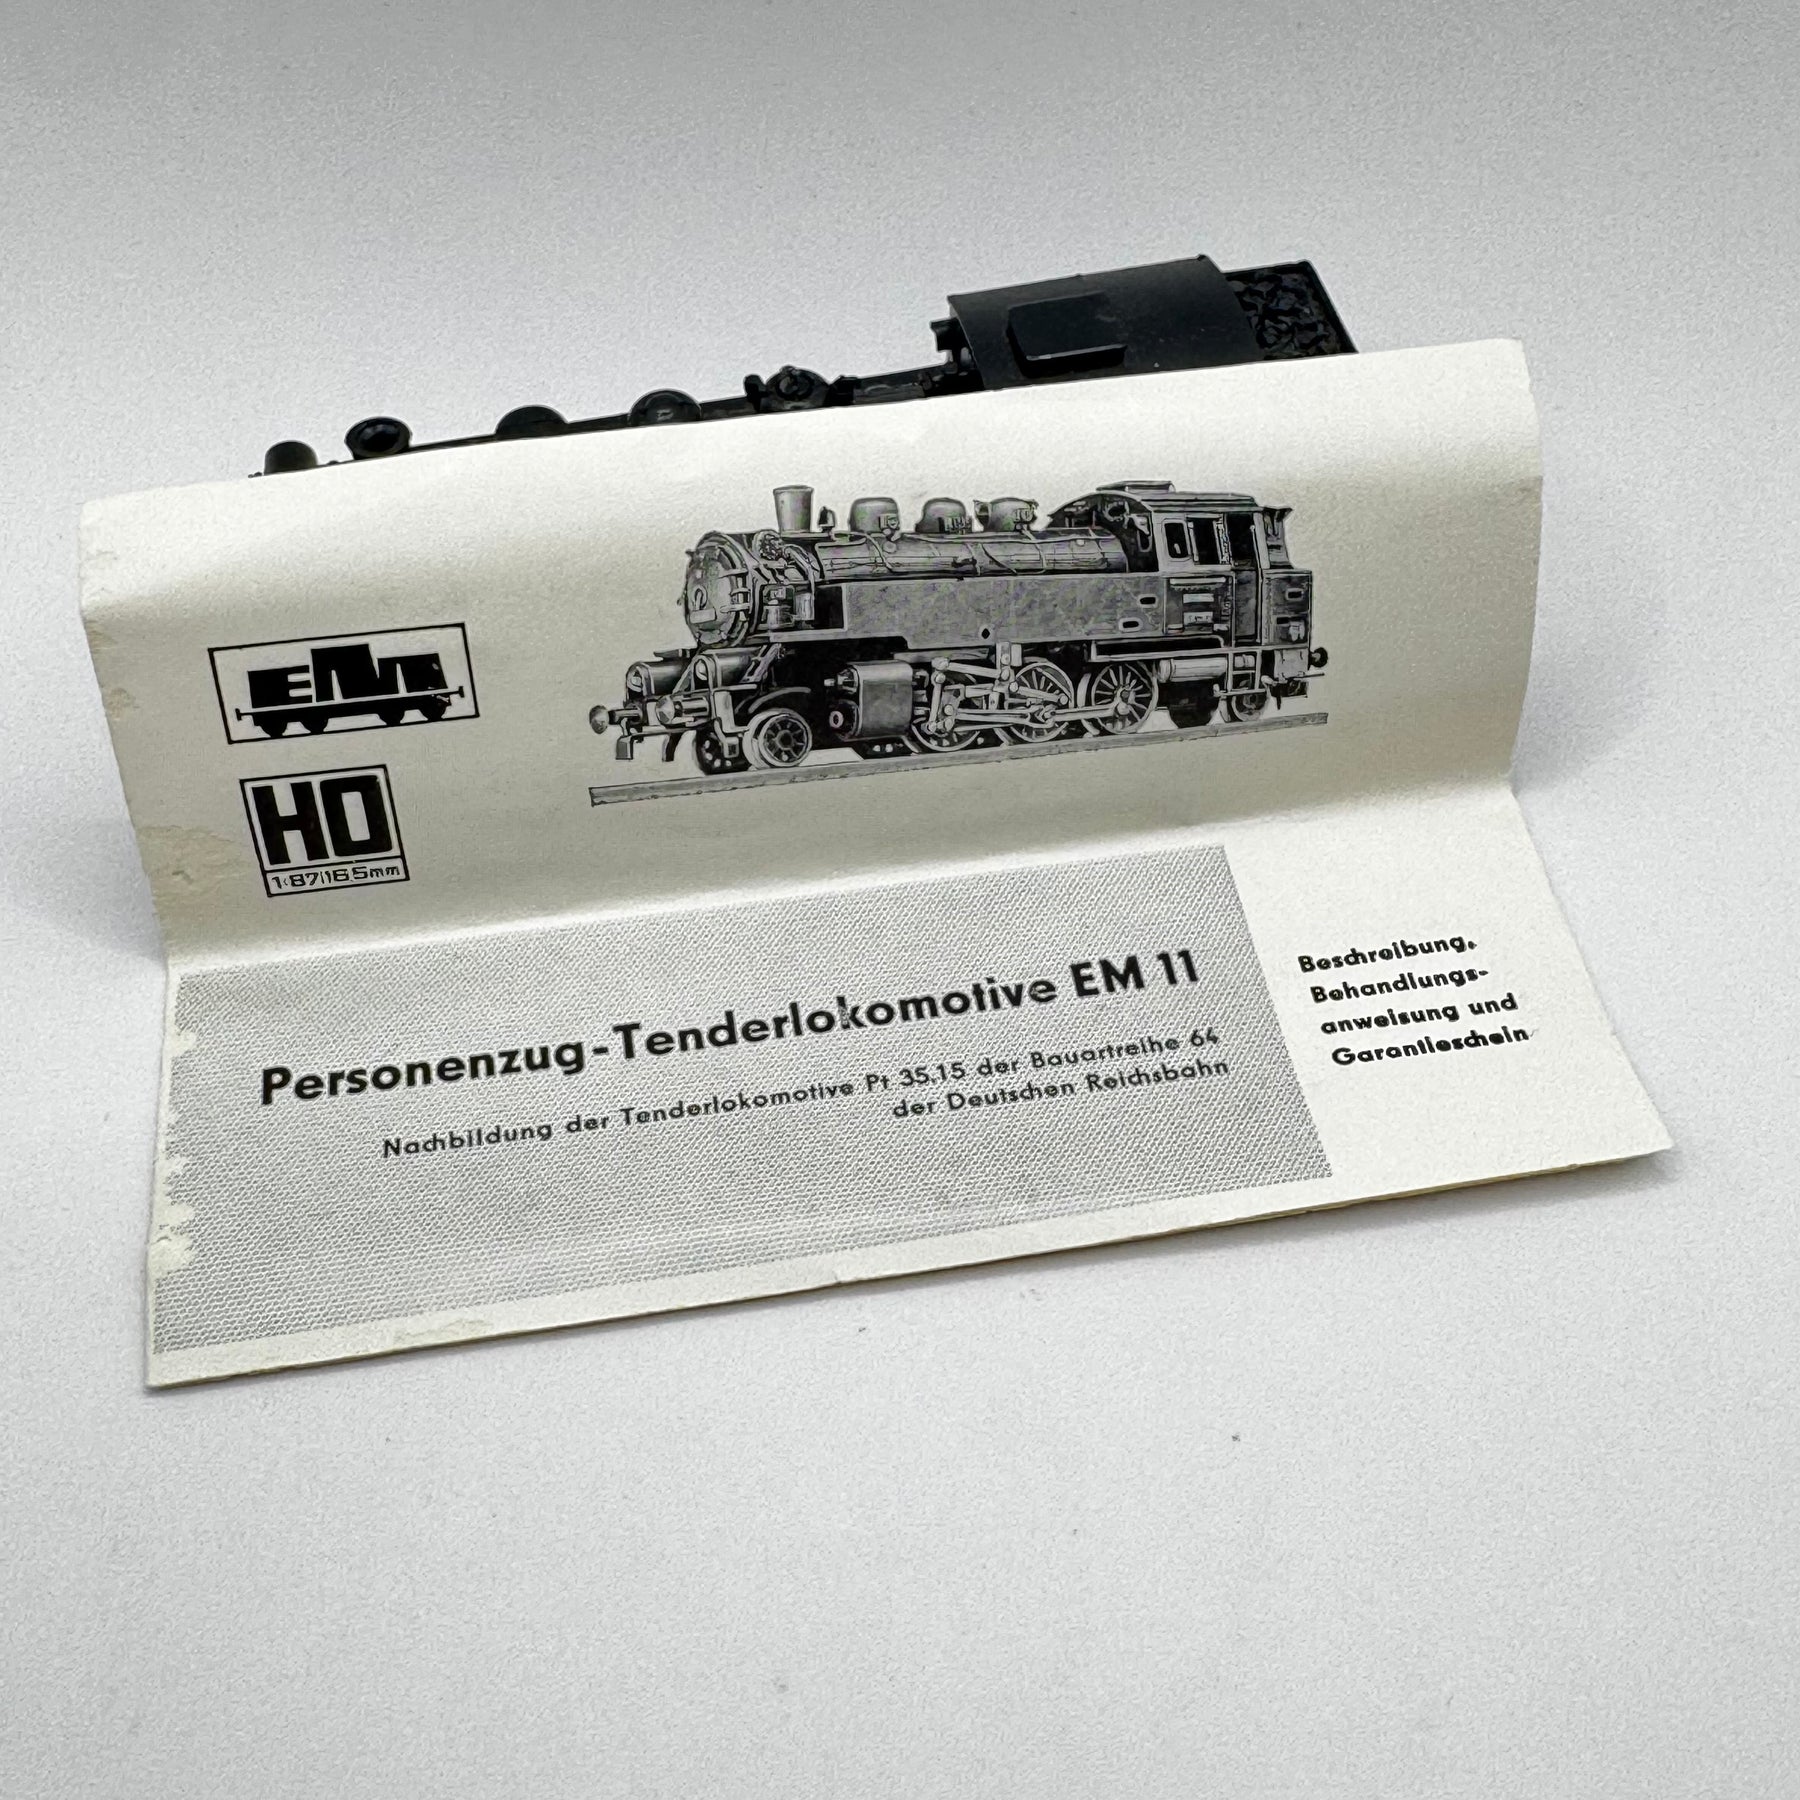 EM
HO
1:87/16,5mm
Personenzug-Tenderlokomotive EM 11
Nachbildung der Tenderlokomotive Pt 35.15 der Bauartreihe 64
der Deutschen Reichsbahn
Beschreibung,
Behandlungs-
anweisung und
Garantieschein